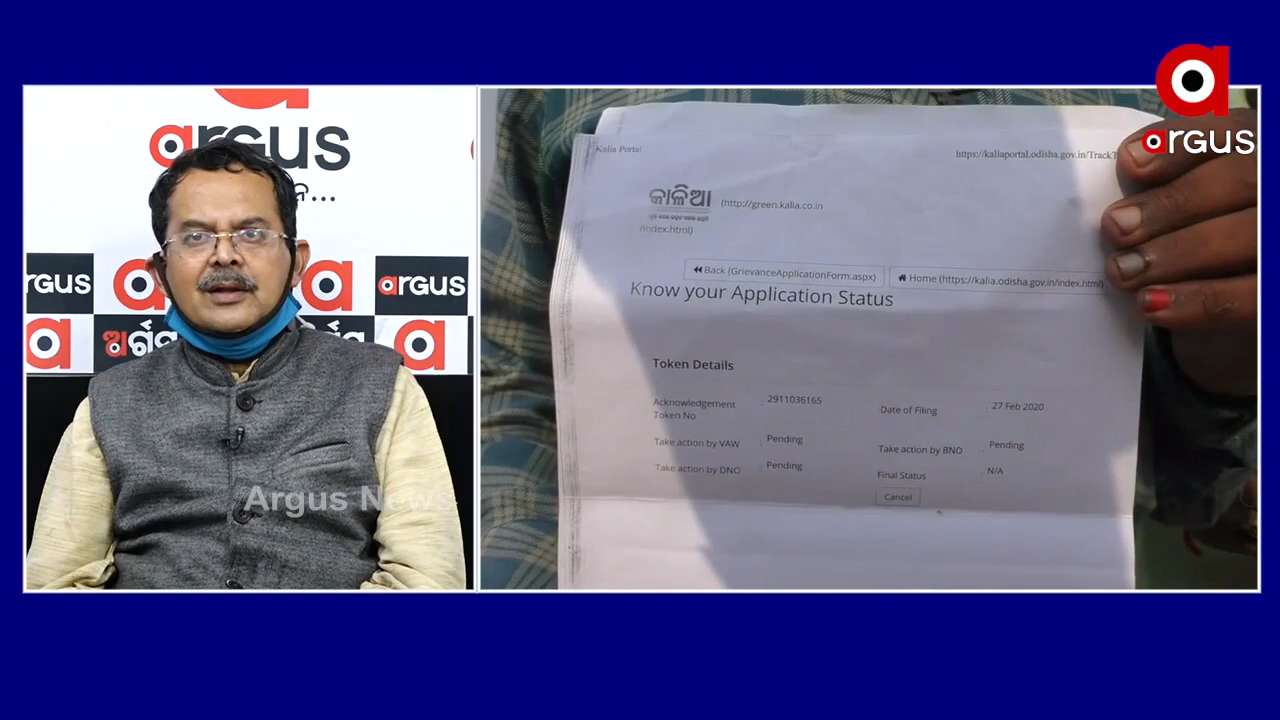 argus
argus
ARGUS
ARGUS
Argus News
Kalia Portal
https://kaliaportal.odisha.gov.in/TrackT
କାଳିଆ
(http://green.kalia.co.in
/index.html)
Back (GrievanceApplicationForm.aspx)
Home (https://kalia.odisha.gov.in/index.html)
Know your Application Status
Token Details
Acknowledgement Token No : 2911036165
Date of Filing : 27 Feb 2020
Take action by VAW : Pending
Take action by BNO : Pending
Take action by DNO : Pending
Final Status : N/A
Cancel